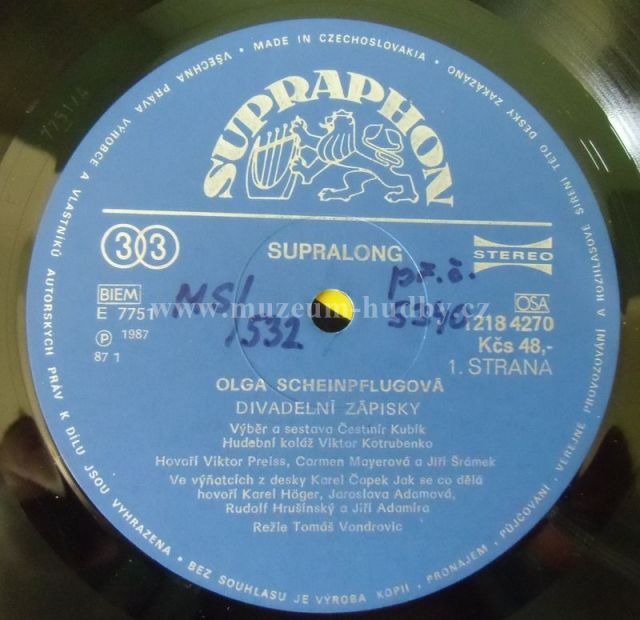 VŠECHNA PRÁVA VÝROBCE A VLASTNÍKŮ AUTORSKÝCH PRÁV K DÍLU JSOU VYHRAZENA • BEZ SOUHLASU JE VÝROBA KOPIÍ, PRONÁJEM, PŮJČOVÁNÍ, VEREJNÉ PROVOZOVÁNÍ A ROZHLASOVÉ ŠÍŘENÍ TÉTO DESKY ZAKÁZÁNO • MADE IN CZECHOSLOVAKIA •
7751/A
SUPRAPHON
33
SUPRALONG
STEREO
BIEM
E 7751
℗ 1987
87 1
MS/
1532
př.č.
5540
www.muzeum-hudby.cz
OSA
1218 4270
Kčs 48,-
1. STRANA
OLGA SCHEINPFLUGOVÁ
DIVADELNÍ ZÁPISKY
Výběr a sestava Čestmír Kubík
Hudební koláž Viktor Kotrubenko
Hovoří Viktor Preiss, Carmen Mayerová a Jiří Šrámek
Ve výňatcích z desky Karel Čapek Jak se co dělá
hovoří Karel Höger, Jaroslava Adamová,
Rudolf Hrušínský a Jiří Adamíra
Režie Tomáš Vondrovic